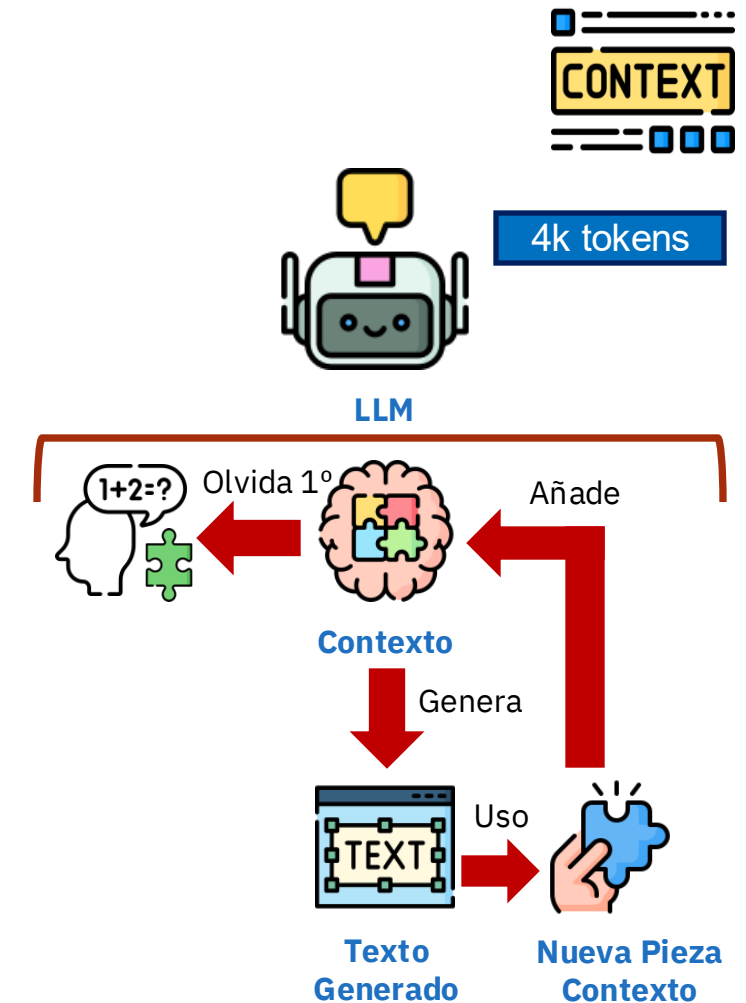 CONTEXT
4k tokens
LLM
1+2=?
Olvida 1º
Añade
Contexto
Genera
TEXT
Uso
Texto
Generado
Nueva Pieza
Contexto